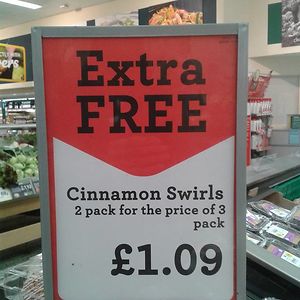 Extra
FREE
Cinnamon Swirls
2 pack for the price of 3
pack
£1.09